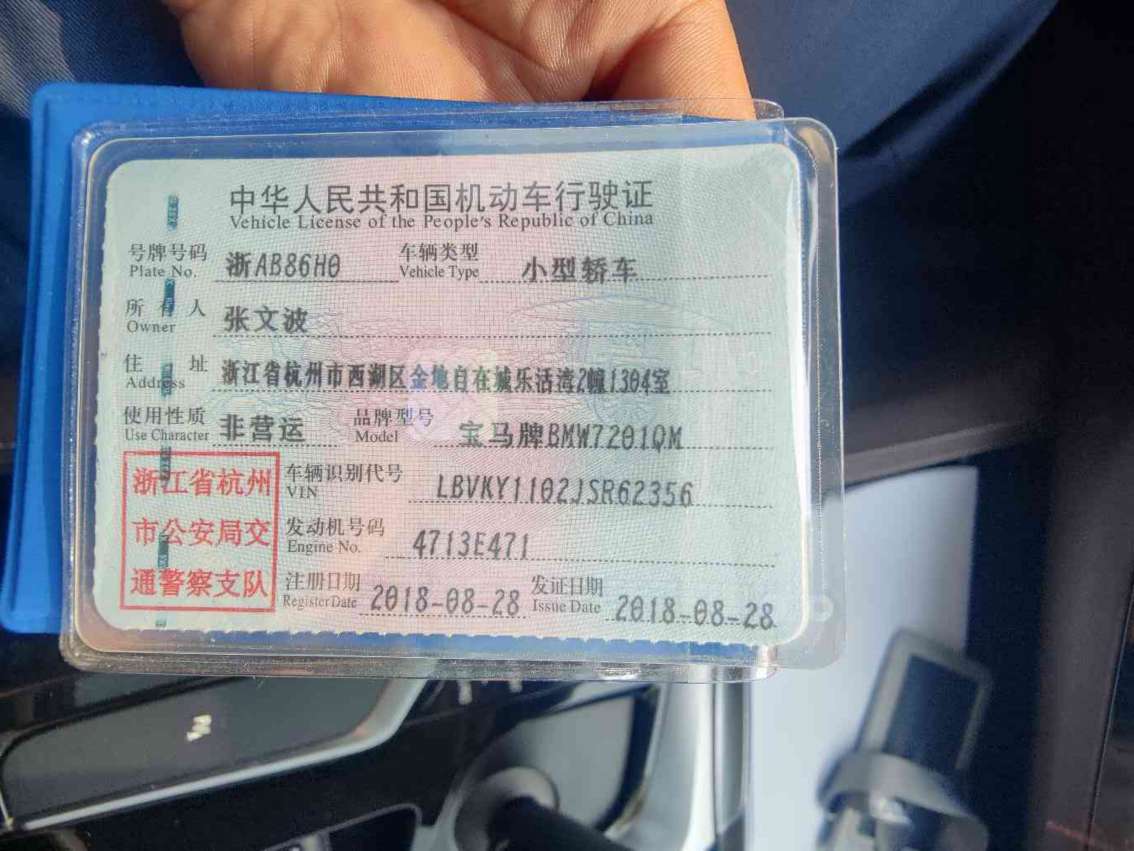 中华人民共和国机动车行驶证
Vehicle License of the People's Republic of China
号牌号码 浙AB86H0 车辆类型 小型轿车
Plate No. Vehicle Type
所有人 张文波
Owner
住址 浙江省杭州市西湖区金地自在城乐活湾2幢1304室
Address
使用性质 非营运 品牌型号 宝马牌BMW7201QM
Use Character Model
浙江省杭州
市公安局交
通警察支队
车辆识别代号 LBVKY1102JSR62356
VIN
发动机号码 4713E471
Engine No.
注册日期 2018-08-28 发证日期 2018-08-28
Register Date Issue Date